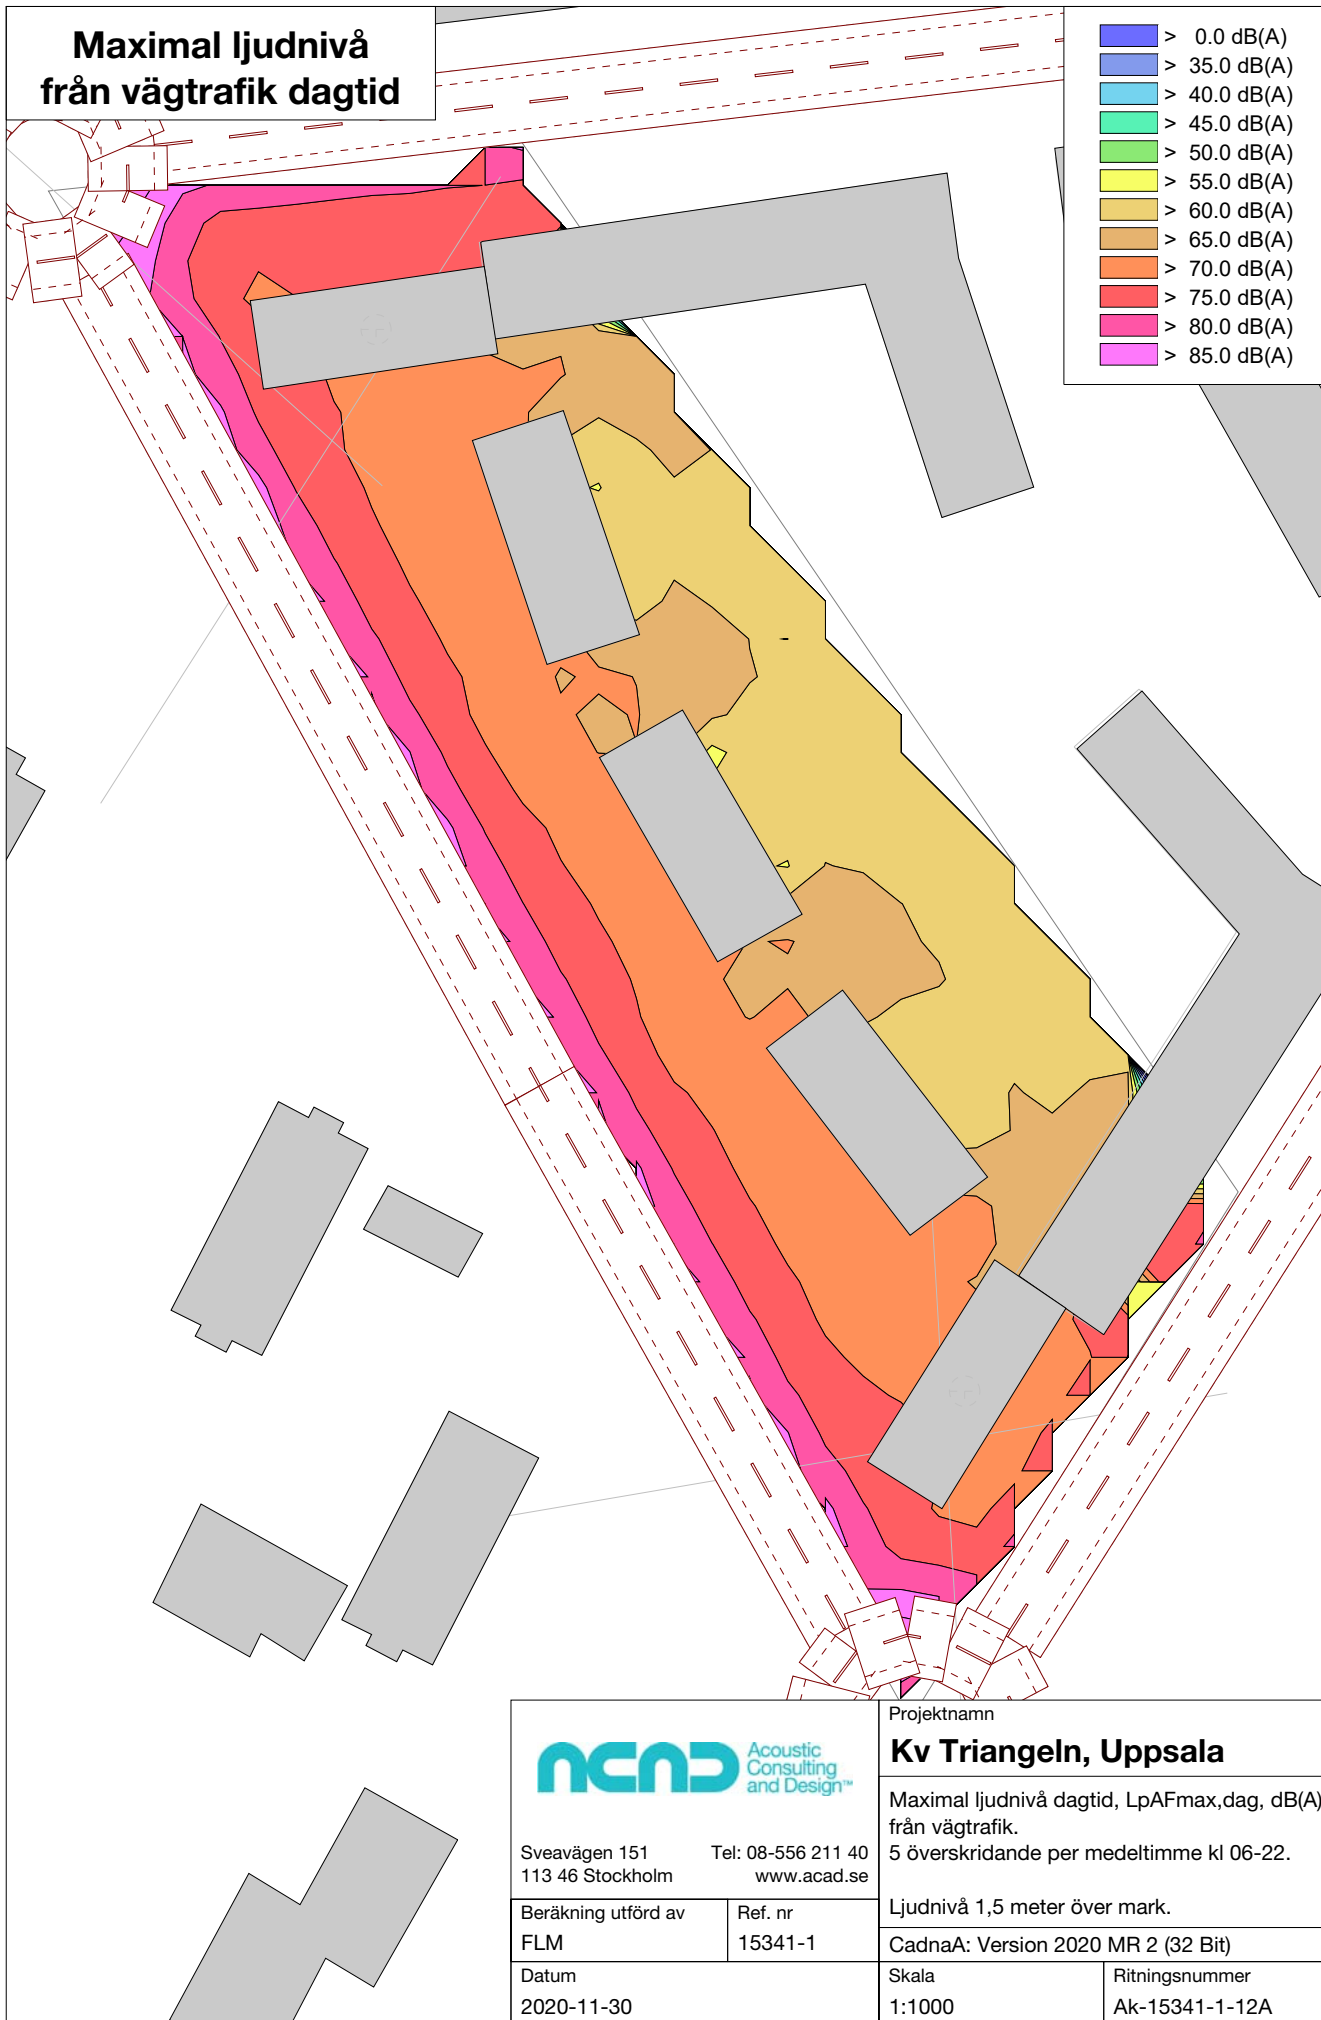 Maximal ljudnivå
från vägtrafik dagtid
> 0.0 dB(A)
> 35.0 dB(A)
> 40.0 dB(A)
> 45.0 dB(A)
> 50.0 dB(A)
> 55.0 dB(A)
> 60.0 dB(A)
> 65.0 dB(A)
> 70.0 dB(A)
> 75.0 dB(A)
> 80.0 dB(A)
> 85.0 dB(A)
ACAD
Acoustic
Consulting
and Design™
Sveavägen 151 Tel: 08-556 211 40
113 46 Stockholm www.acad.se
Beräkning utförd av
FLM
Ref. nr
15341-1
Datum
2020-11-30
Projektnamn
Kv Triangeln, Uppsala
Maximal ljudnivå dagtid, LpAFmax,dag, dB(A)
från vägtrafik.
5 överskridande per medeltimme kl 06-22.
Ljudnivå 1,5 meter över mark.
CadnaA: Version 2020 MR 2 (32 Bit)
Skala
1:1000
Ritningsnummer
Ak-15341-1-12A